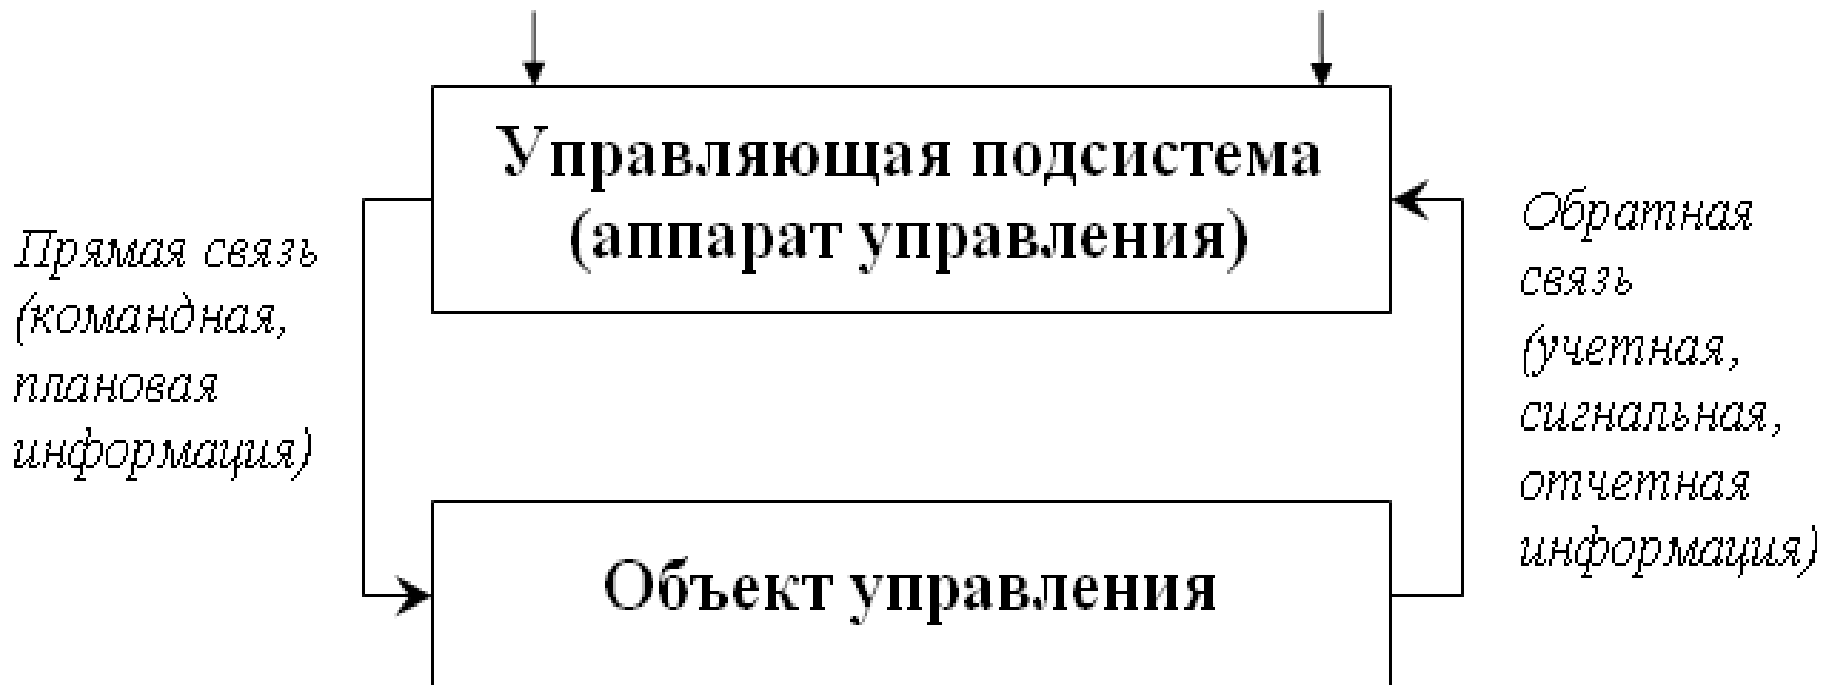 Управляющая подсистема
(аппарат управления)
Прямая связь
(командная,
плановая
информация)
Обратная
связь
(учетная,
сигнальная,
отчетная
информация)
Объект управления